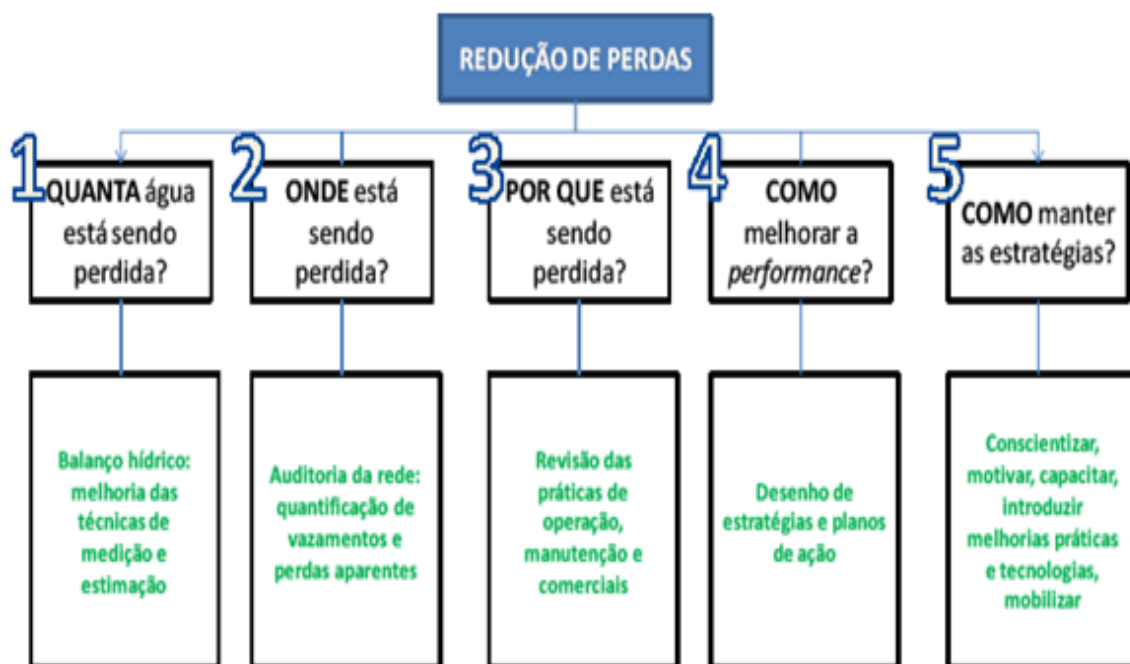 REDUÇÃO DE PERDAS
1
QUANTA água
está sendo
perdida?
2
ONDE está
sendo
perdida?
3
POR QUE está
sendo
perdida?
4
COMO
melhorar a
performance?
5
COMO manter
as estratégias?
Balanço hídrico:
melhoria das
técnicas de
medição e
estimação
Auditoria da rede:
quantificação de
vazamentos e
perdas aparentes
Revisão das
práticas de
operação,
manutenção e
comerciais
Desenho de
estratégias e planos
de ação
Conscientizar,
motivar, capacitar,
introduzir
melhorias práticas
e tecnologias,
mobilizar